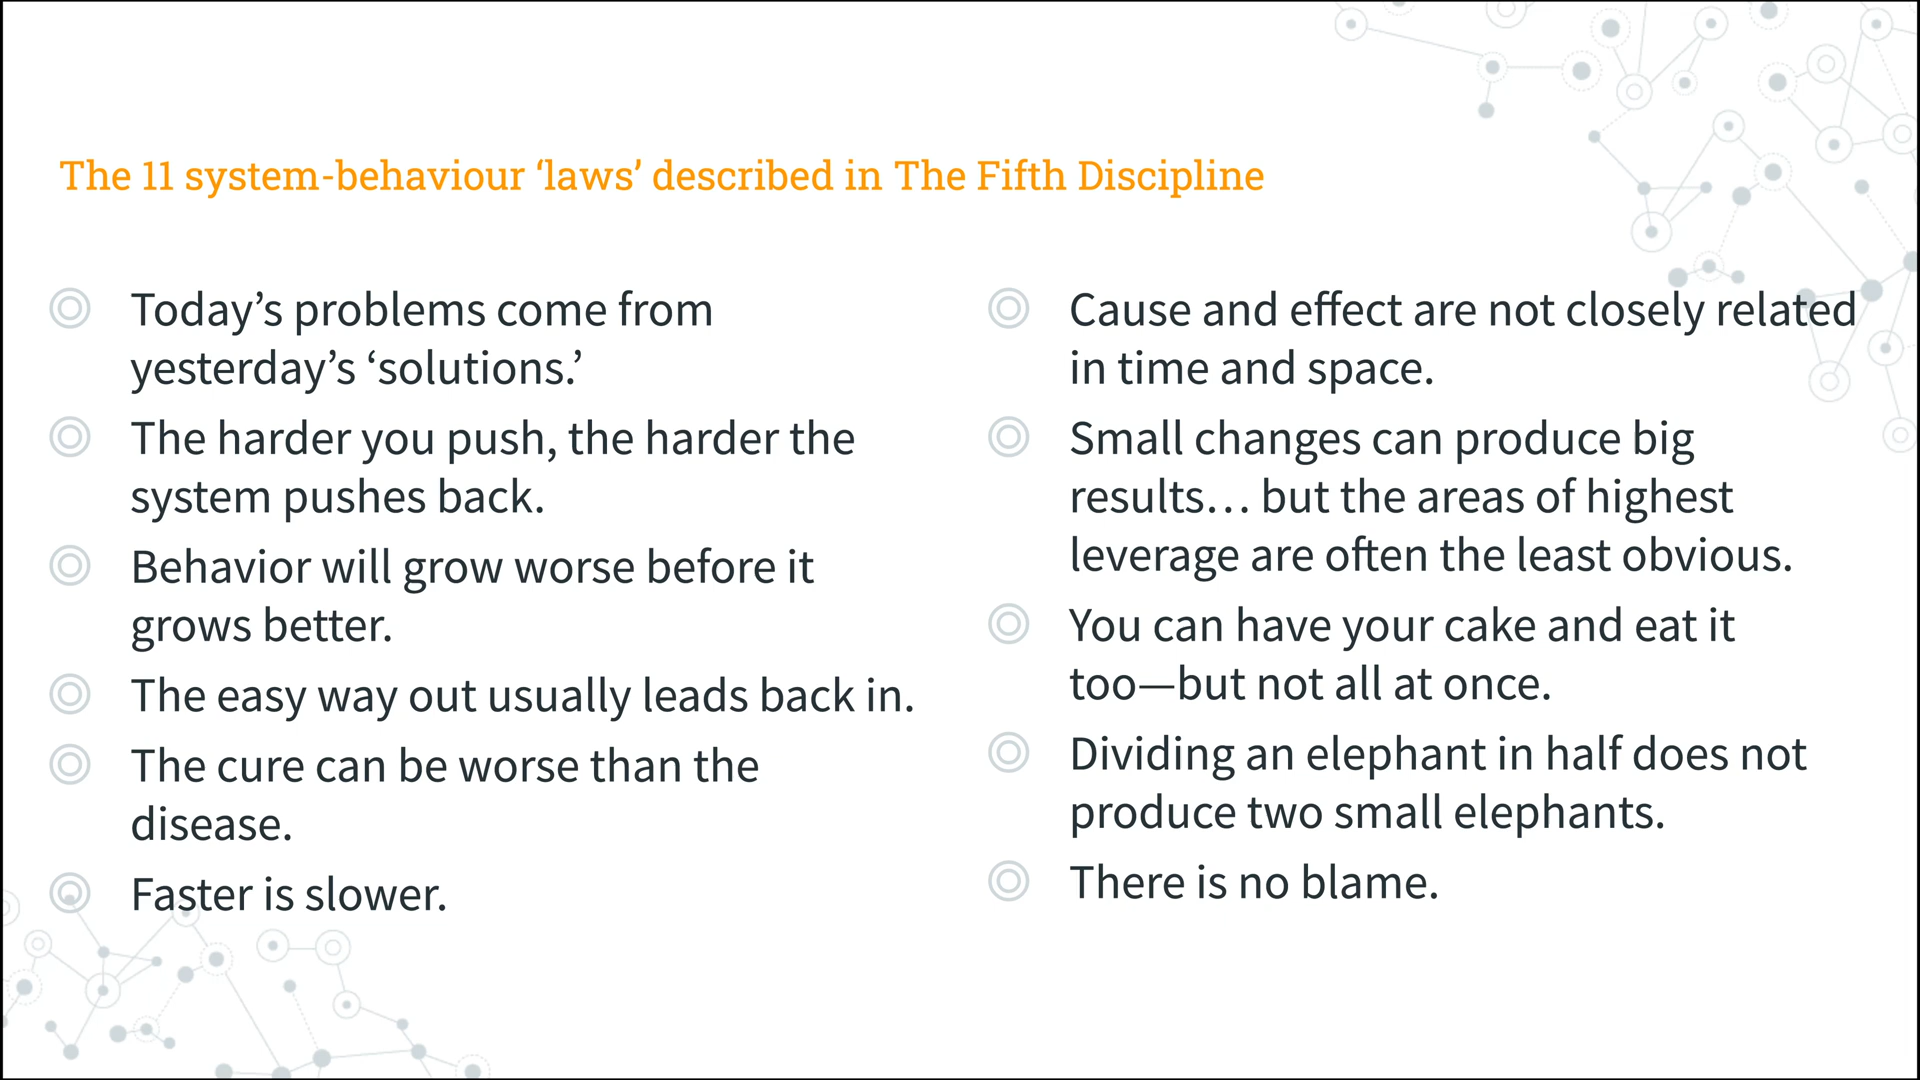 The 11 system-behaviour ‘laws’ described in The Fifth Discipline
Today’s problems come from
yesterday’s ‘solutions.’
The harder you push, the harder the
system pushes back.
Behavior will grow worse before it
grows better.
The easy way out usually leads back in.
The cure can be worse than the
disease.
Faster is slower.
Cause and effect are not closely related
in time and space.
Small changes can produce big
results… but the areas of highest
leverage are often the least obvious.
You can have your cake and eat it
too—but not all at once.
Dividing an elephant in half does not
produce two small elephants.
There is no blame.